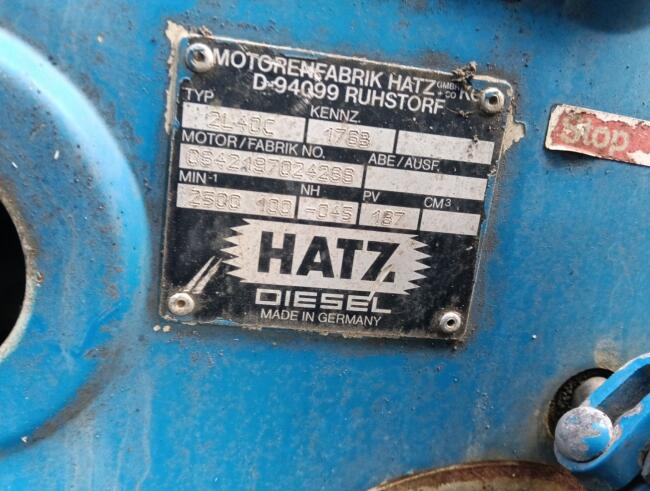 MOTORENFABRIK HATZ GMBH + CO KG
D-94099 RUHSTORF
TYP KENNZ.
2L40C 176B
MOTOR/FABRIK NO. ABE/AUSF.
0642197024266
MIN-1 NH PV CM³
2500 100 -045 187
HATZ
DIESEL
MADE IN GERMANY
Stop